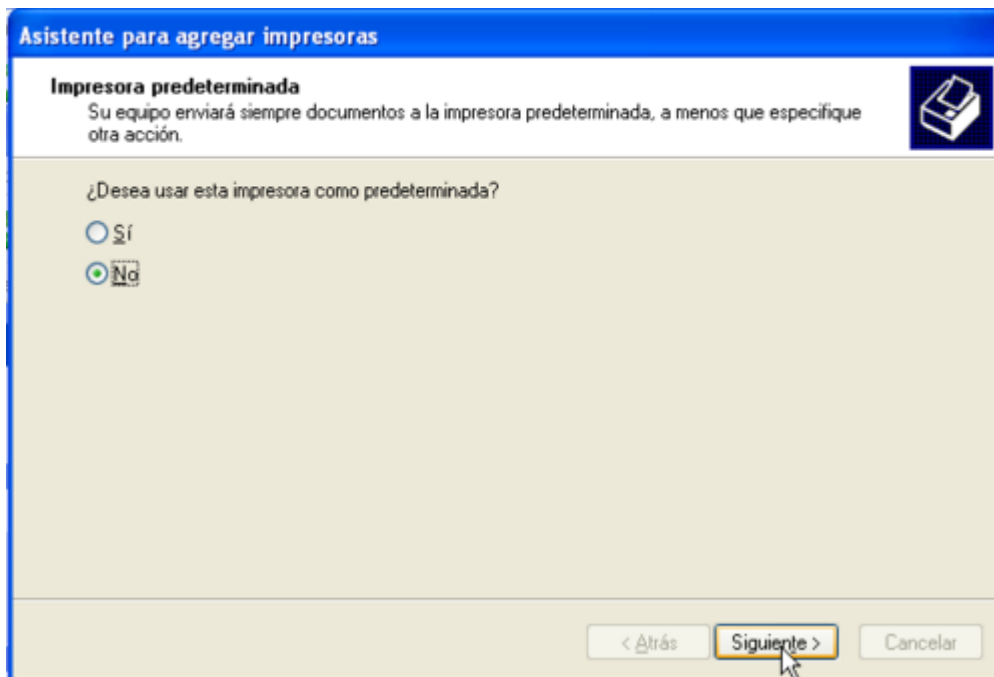 Asistente para agregar impresoras
Impresora predeterminada
Su equipo enviará siempre documentos a la impresora predeterminada, a menos que especifique
otra acción.
¿Desea usar esta impresora como predeterminada?
Sí
No
< Atrás Siguiente > Cancelar